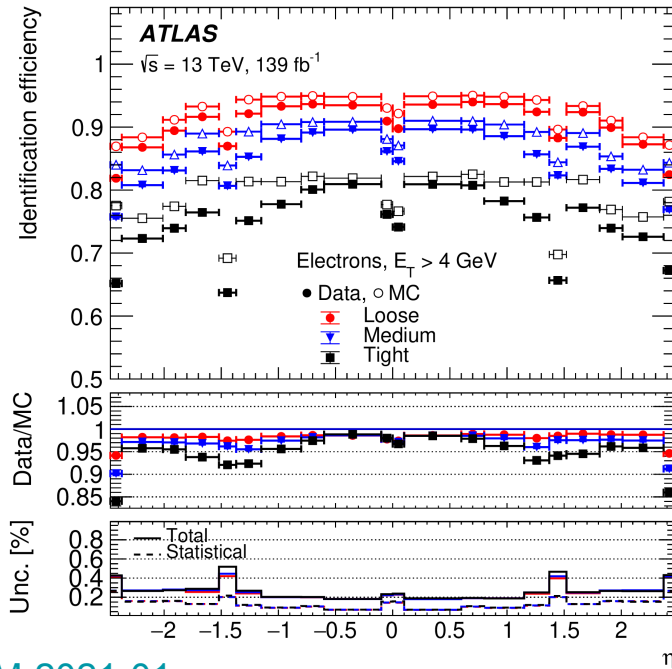 ATLAS
√s = 13 TeV, 139 fb⁻¹
Identification efficiency
1
0.9
0.8
0.7
0.6
0.5
Electrons, E_T > 4 GeV
Data, MC
Loose
Medium
Tight
Data/MC
1.05
1
0.95
0.9
0.85
Unc. [%]
0.8
0.6
0.4
0.2
Total
Statistical
−2 −1.5 −1 −0.5 0 0.5 1 1.5 2
η